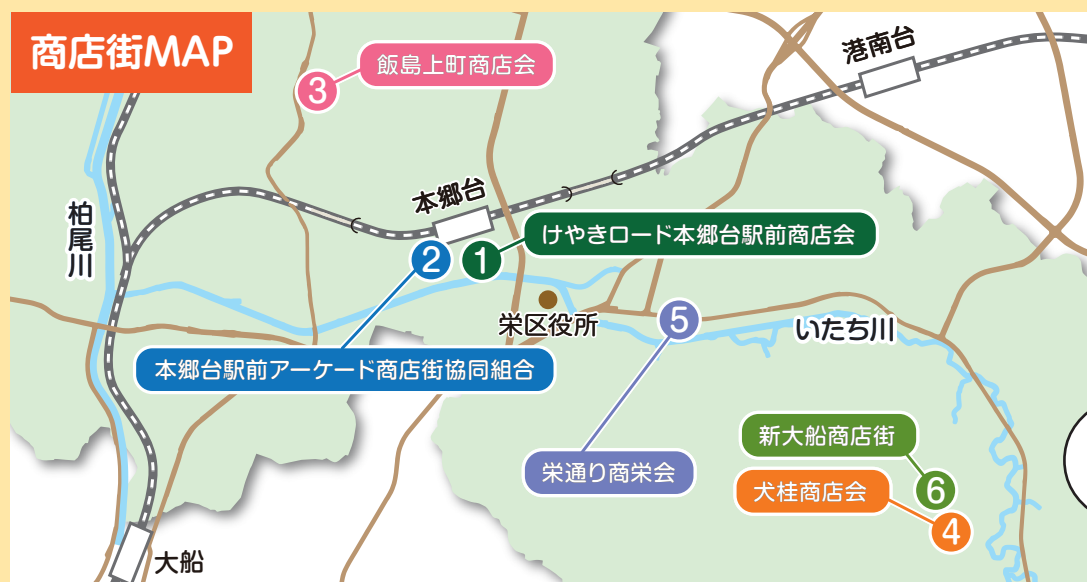 商店街MAP
飯島上町商店会
3
港南台
本郷台
柏尾川
けやきロード本郷台駅前商店会
2
1
栄区役所
5
いたち川
本郷台駅前アーケード商店街協同組合
新大船商店街
栄通り商栄会
6
犬桂商店会
4
大船